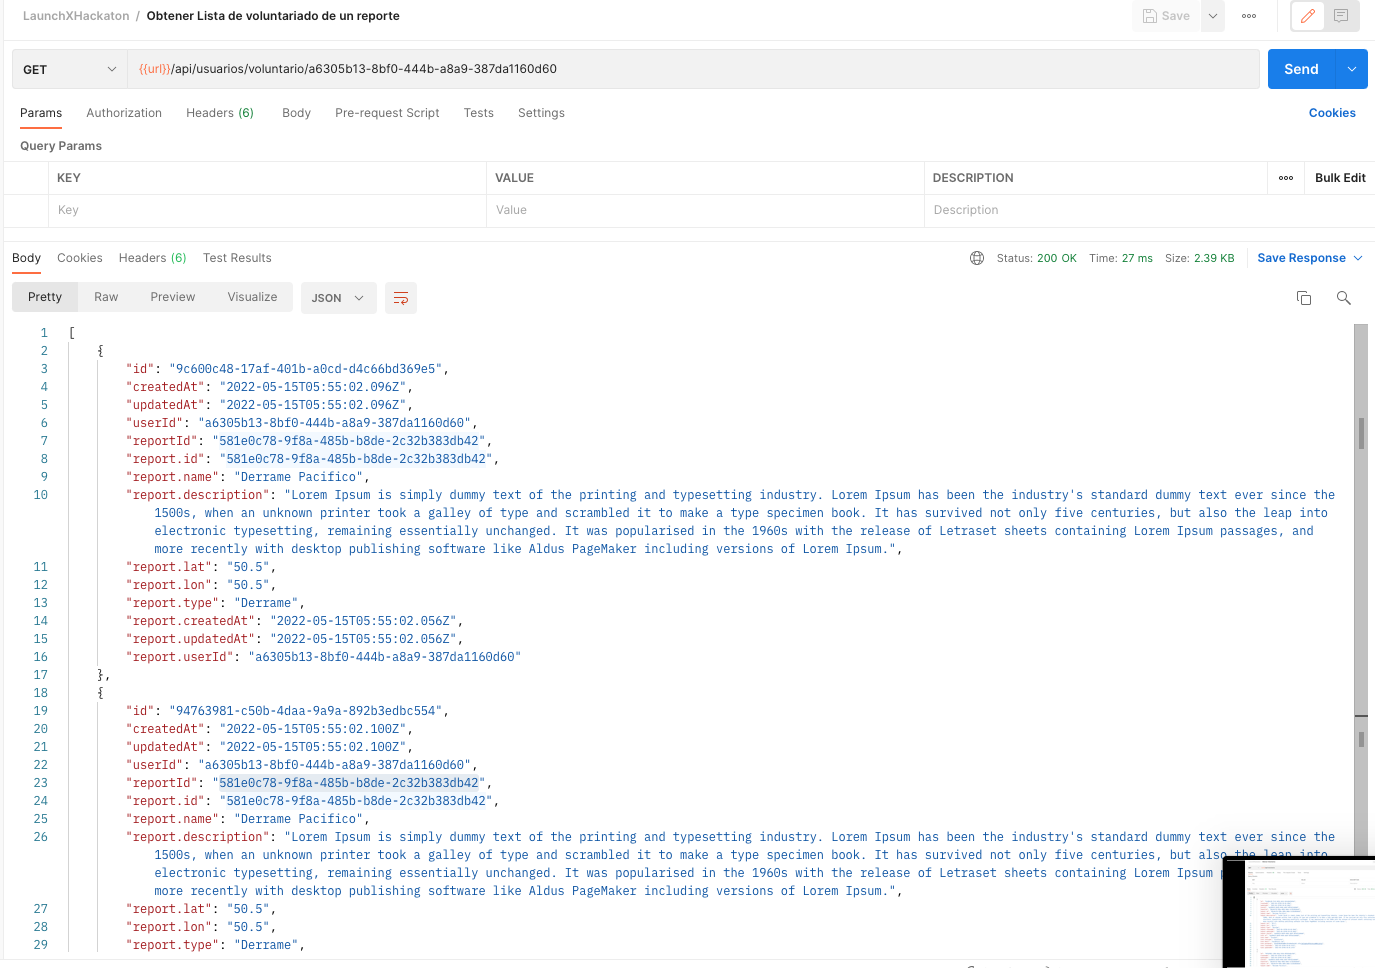 LaunchXHackaton / Obtener Lista de voluntariado de un reporte
Save
GET {{url}}/api/usuarios/voluntario/a6305b13-8bf0-444b-a8a9-387da1160d60 Send
Params Authorization Headers (6) Body Pre-request Script Tests Settings Cookies
Query Params
KEY VALUE DESCRIPTION Bulk Edit
Key Value Description
Body Cookies Headers (6) Test Results Status: 200 OK Time: 27 ms Size: 2.39 KB Save Response
Pretty Raw Preview Visualize JSON
1 [
2 {
3 "id": "9c600c48-17af-401b-a0cd-d4c66bd369e5",
4 "createdAt": "2022-05-15T05:55:02.096Z",
5 "updatedAt": "2022-05-15T05:55:02.096Z",
6 "userId": "a6305b13-8bf0-444b-a8a9-387da1160d60",
7 "reportId": "581e0c78-9f8a-485b-b8de-2c32b383db42",
8 "report.id": "581e0c78-9f8a-485b-b8de-2c32b383db42",
9 "report.name": "Derrame Pacifico",
10 "report.description": "Lorem Ipsum is simply dummy text of the printing and typesetting industry. Lorem Ipsum has been the industry's standard dummy text ever since the
1500s, when an unknown printer took a galley of type and scrambled it to make a type specimen book. It has survived not only five centuries, but also the leap into
electronic typesetting, remaining essentially unchanged. It was popularised in the 1960s with the release of Letraset sheets containing Lorem Ipsum passages, and
more recently with desktop publishing software like Aldus PageMaker including versions of Lorem Ipsum.",
11 "report.lat": "50.5",
12 "report.lon": "50.5",
13 "report.type": "Derrame",
14 "report.createdAt": "2022-05-15T05:55:02.056Z",
15 "report.updatedAt": "2022-05-15T05:55:02.056Z",
16 "report.userId": "a6305b13-8bf0-444b-a8a9-387da1160d60"
17 },
18 {
19 "id": "94763981-c50b-4daa-9a9a-892b3edbc554",
20 "createdAt": "2022-05-15T05:55:02.100Z",
21 "updatedAt": "2022-05-15T05:55:02.100Z",
22 "userId": "a6305b13-8bf0-444b-a8a9-387da1160d60",
23 "reportId": "581e0c78-9f8a-485b-b8de-2c32b383db42",
24 "report.id": "581e0c78-9f8a-485b-b8de-2c32b383db42",
25 "report.name": "Derrame Pacifico",
26 "report.description": "Lorem Ipsum is simply dummy text of the printing and typesetting industry. Lorem Ipsum has been the industry's standard dummy text ever since the
1500s, when an unknown printer took a galley of type and scrambled it to make a type specimen book. It has survived not only five centuries, but also the leap into
electronic typesetting, remaining essentially unchanged. It was popularised in the 1960s with the release of Letraset sheets containing Lorem Ipsum
more recently with desktop publishing software like Aldus PageMaker including versions of Lorem Ipsum.",
27 "report.lat": "50.5",
28 "report.lon": "50.5",
29 "report.type": "Derrame",